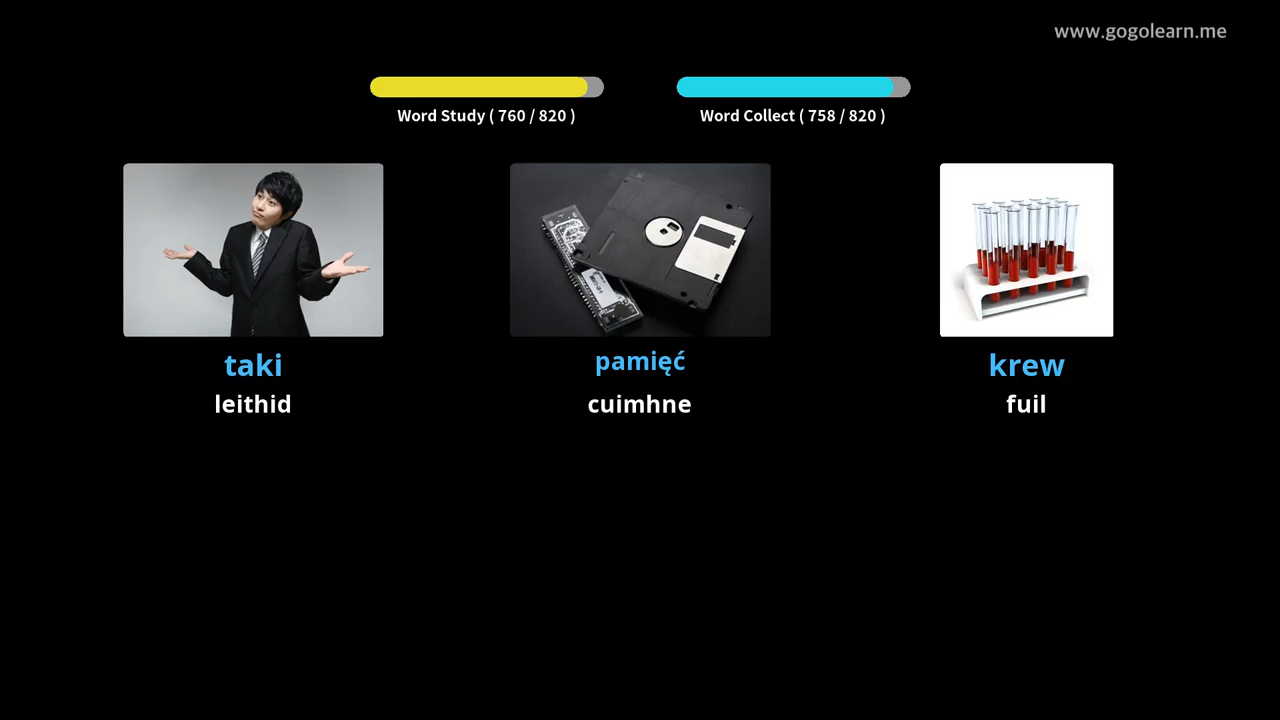 www.gogolearn.me
Word Study ( 760 / 820 )
Word Collect ( 758 / 820 )
taki
pamięć
krew
leithid
cuimhne
fuil